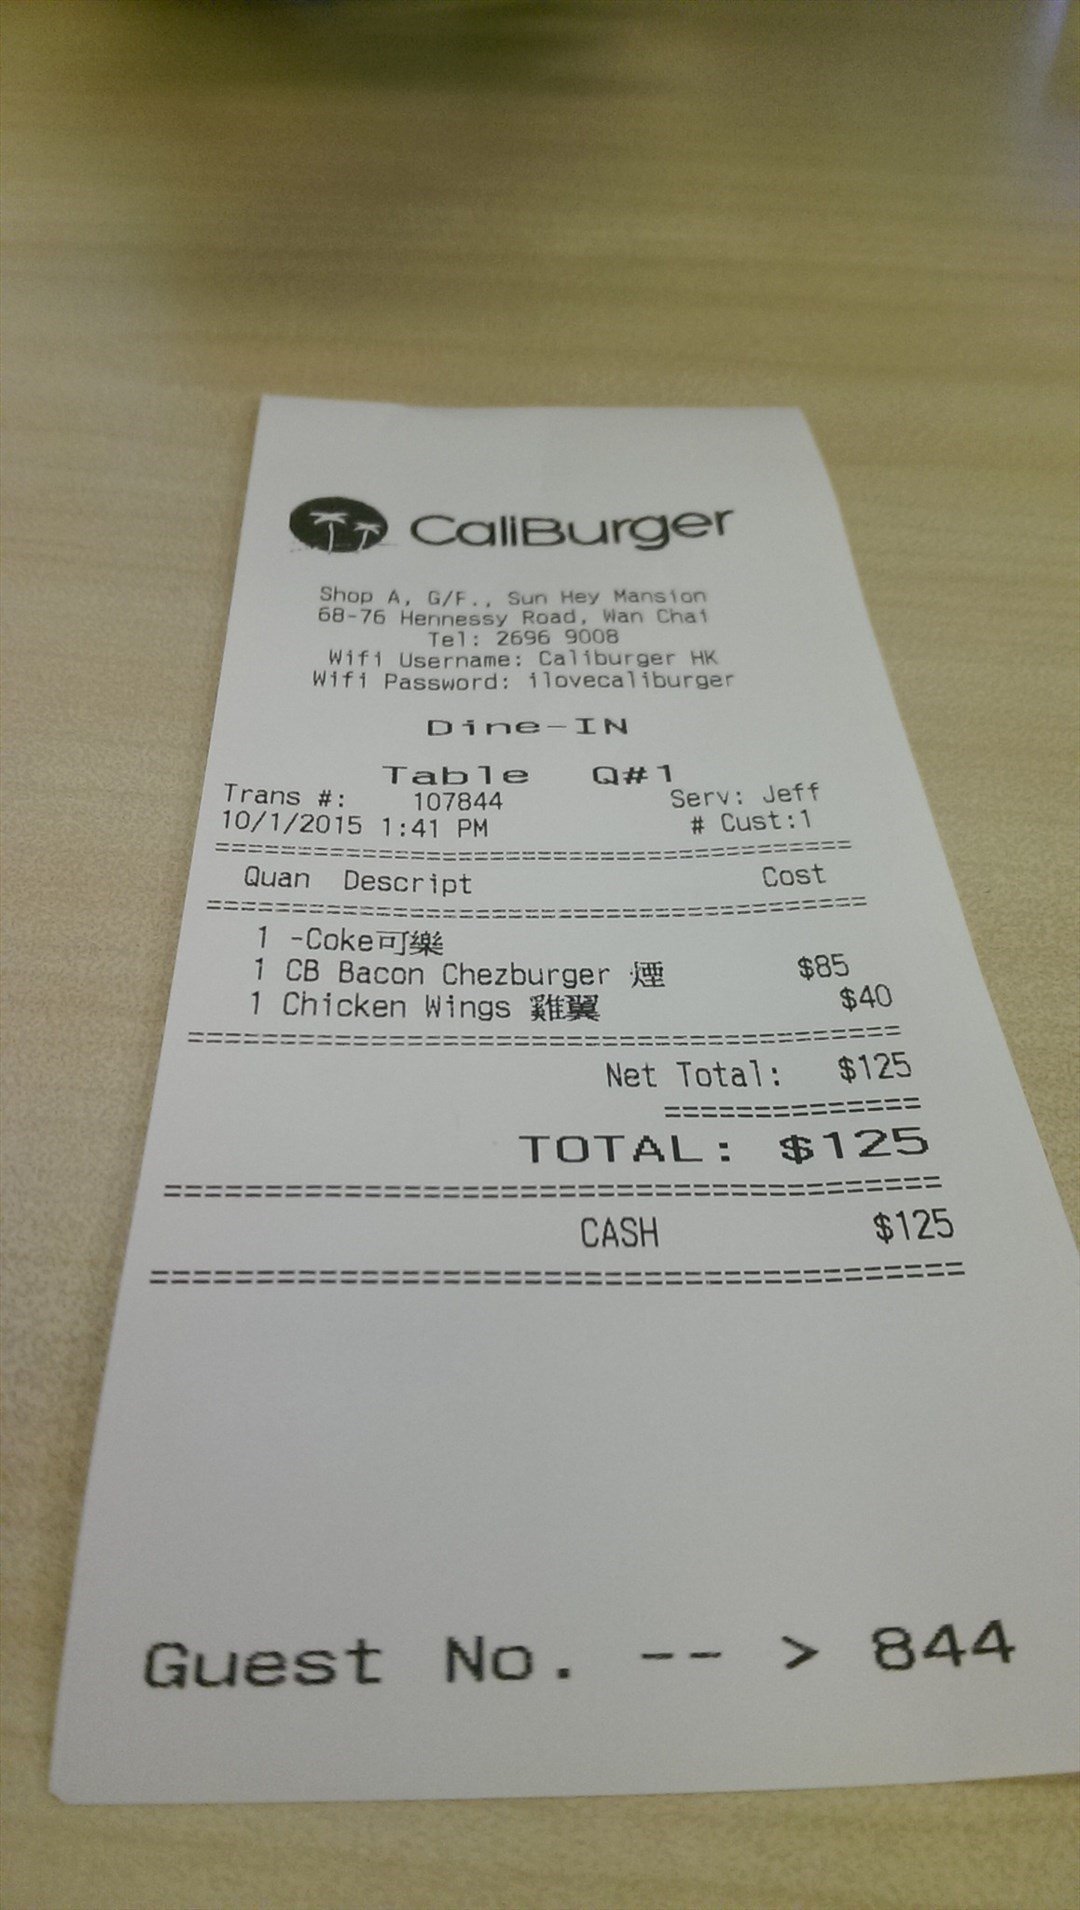 CaliBurger
Shop A, G/F., Sun Hey Mansion
68-76 Hennessy Road, Wan Chai
Tel: 2696 9008
Wifi Username: Caliburger HK
Wifi Password: ilovecaliburger
Dine-IN
Table Q#1
Trans #: 107844 Serv: Jeff
10/1/2015 1:41 PM # Cust:1
========================================
Quan Descript Cost
========================================
1 -Coke可樂
1 CB Bacon Chezburger 煙 $85
1 Chicken Wings 雞翼 $40
========================================
Net Total: $125
==============
TOTAL: $125
========================================
CASH $125
========================================
Guest No. -- > 844